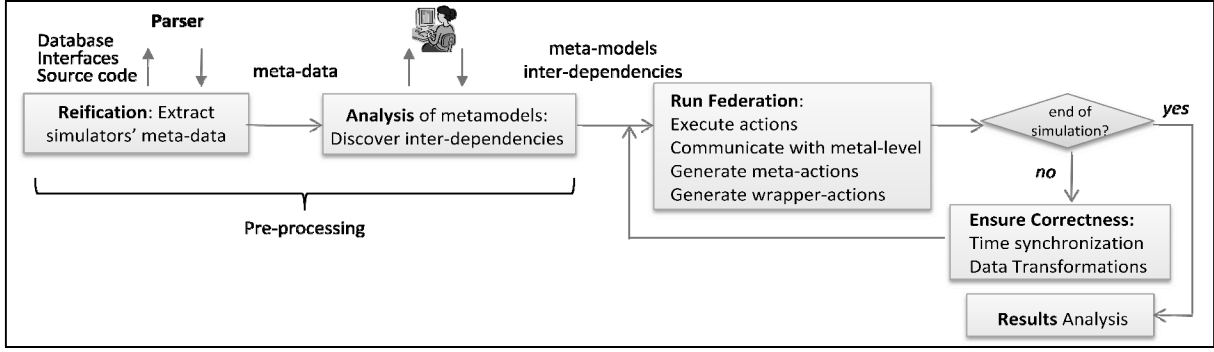 Parser
Database
Interfaces
Source code
meta-data
meta-models
inter-dependencies
Reification: Extract
simulators' meta-data
Analysis of metamodels:
Discover inter-dependencies
Pre-processing
Run Federation:
Execute actions
Communicate with metal-level
Generate meta-actions
Generate wrapper-actions
end of
simulation?
yes
no
Ensure Correctness:
Time synchronization
Data Transformations
Results Analysis